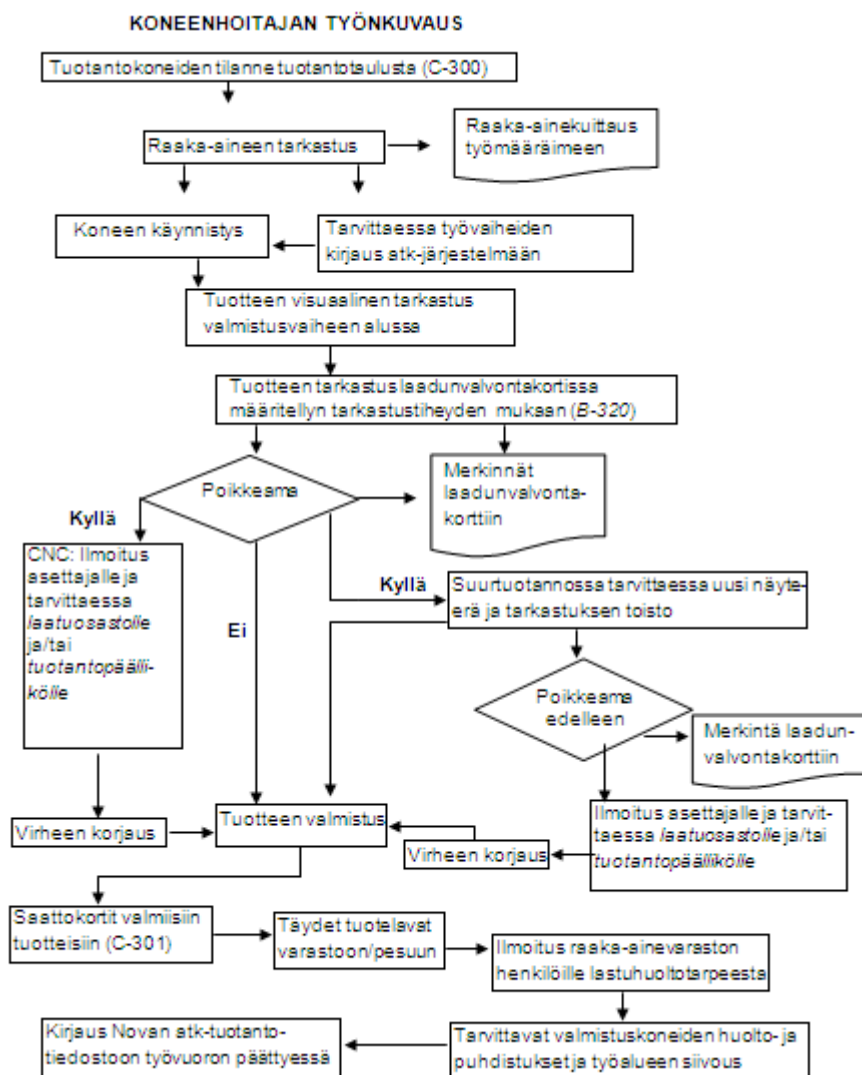 KONEENHOITAJAN TYÖNKUVAUS
Tuotantokoneiden tilanne tuotantotaulusta (C-300)
Raaka-aineen tarkastus
Raaka-ainekuittaus
työmääräimeen
Koneen käynnistys
Tarvittaessa työvaiheiden
kirjaus atk-järjestelmään
Tuotteen visuaalinen tarkastus
valmistusvaiheen alussa
Tuotteen tarkastus laadunvalvontakortissa
määritellyn tarkastustiheyden mukaan (B-320)
Poikkeama
Merkinnät
laadunvalvonta-
korttiin
Kyllä
CNC: Ilmoitus
asettajalle ja
tarvittaessa
laatuosastolle
ja/tai
tuotantopäälli-
kölle
Ei
Kyllä
Suurtuotannossa tarvittaessa uusi näyte-
erä ja tarkastuksen toisto
Poikkeama
edelleen
Merkintä laadun-
valvontakorttiin
Virheen korjaus
Tuotteen valmistus
Virheen korjaus
Ilmoitus asettajalle ja tarvit-
taessa laatuosastolle ja/tai
tuotantopäällikölle
Saattokortit valmiisiin
tuotteisiin (C-301)
Täydet tuotelavat
varastoon/pesuun
Ilmoitus raaka-ainevaraston
henkilöille lastuhuoltotarpeesta
Kirjaus Novan atk-tuotanto-
tiedostoon työvuoron päättyessä
Tarvittavat valmistuskoneiden huolto- ja
puhdistukset ja työalueen siivous